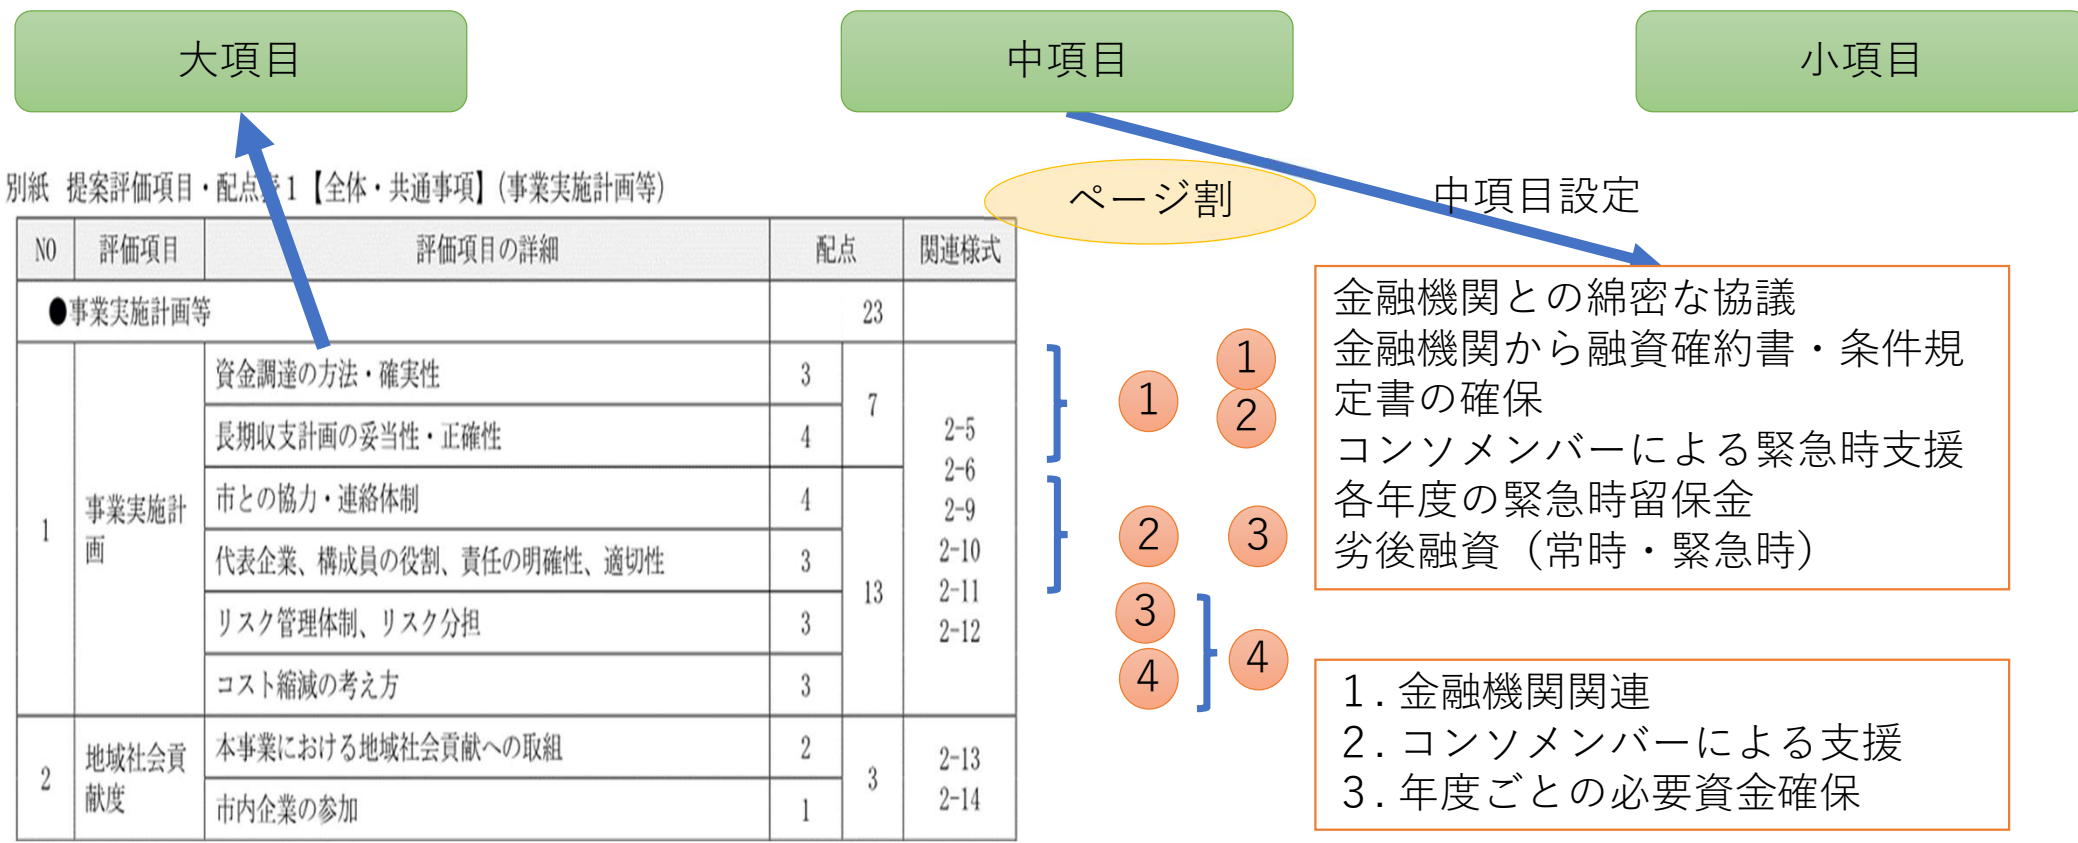 大項目
中項目
小項目
別紙 提案評価項目・配点表1【全体・共通事項】(事業実施計画等)
ページ割
中項目設定
NO 評価項目 評価項目の詳細 配点 関連様式
●事業実施計画等 23
1 事業実施計画
資金調達の方法・確実性 3
7
長期収支計画の妥当性・正確性 4
市との協力・連絡体制 4
代表企業、構成員の役割、責任の明確性、適切性 3
13
リスク管理体制、リスク分担 3
コスト縮減の考え方 3
2-5
2-6
2-9
2-10
2-11
2-12
2 地域社会貢献度
本事業における地域社会貢献への取組 2
3
市内企業の参加 1
2-13
2-14
1
1
2
2
3
3
4
4
金融機関との綿密な協議
金融機関から融資確約書・条件規
定書の確保
コンソメンバーによる緊急時支援
各年度の緊急時留保金
劣後融資（常時・緊急時）
1. 金融機関関連
2. コンソメンバーによる支援
3. 年度ごとの必要資金確保